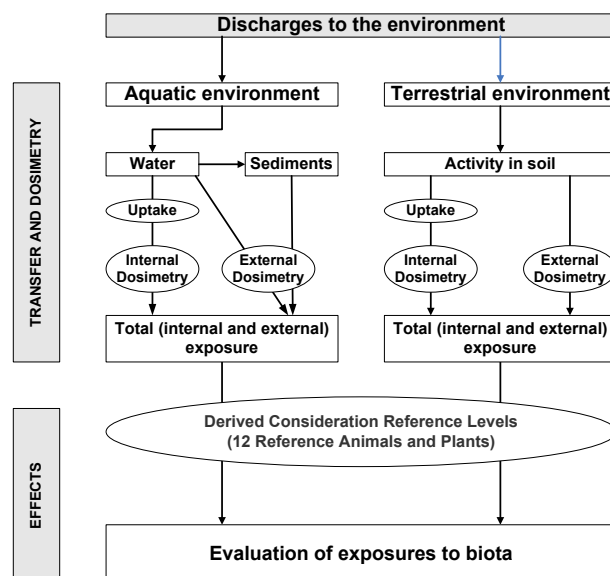 Discharges to the environment
TRANSFER AND DOSIMETRY
Aquatic environment
Terrestrial environment
Water
Sediments
Activity in soil
Uptake
Uptake
Internal
Dosimetry
External
Dosimetry
Internal
Dosimetry
External
Dosimetry
Total (internal and external)
exposure
Total (internal and external)
exposure
EFFECTS
Derived Consideration Reference Levels
(12 Reference Animals and Plants)
Evaluation of exposures to biota